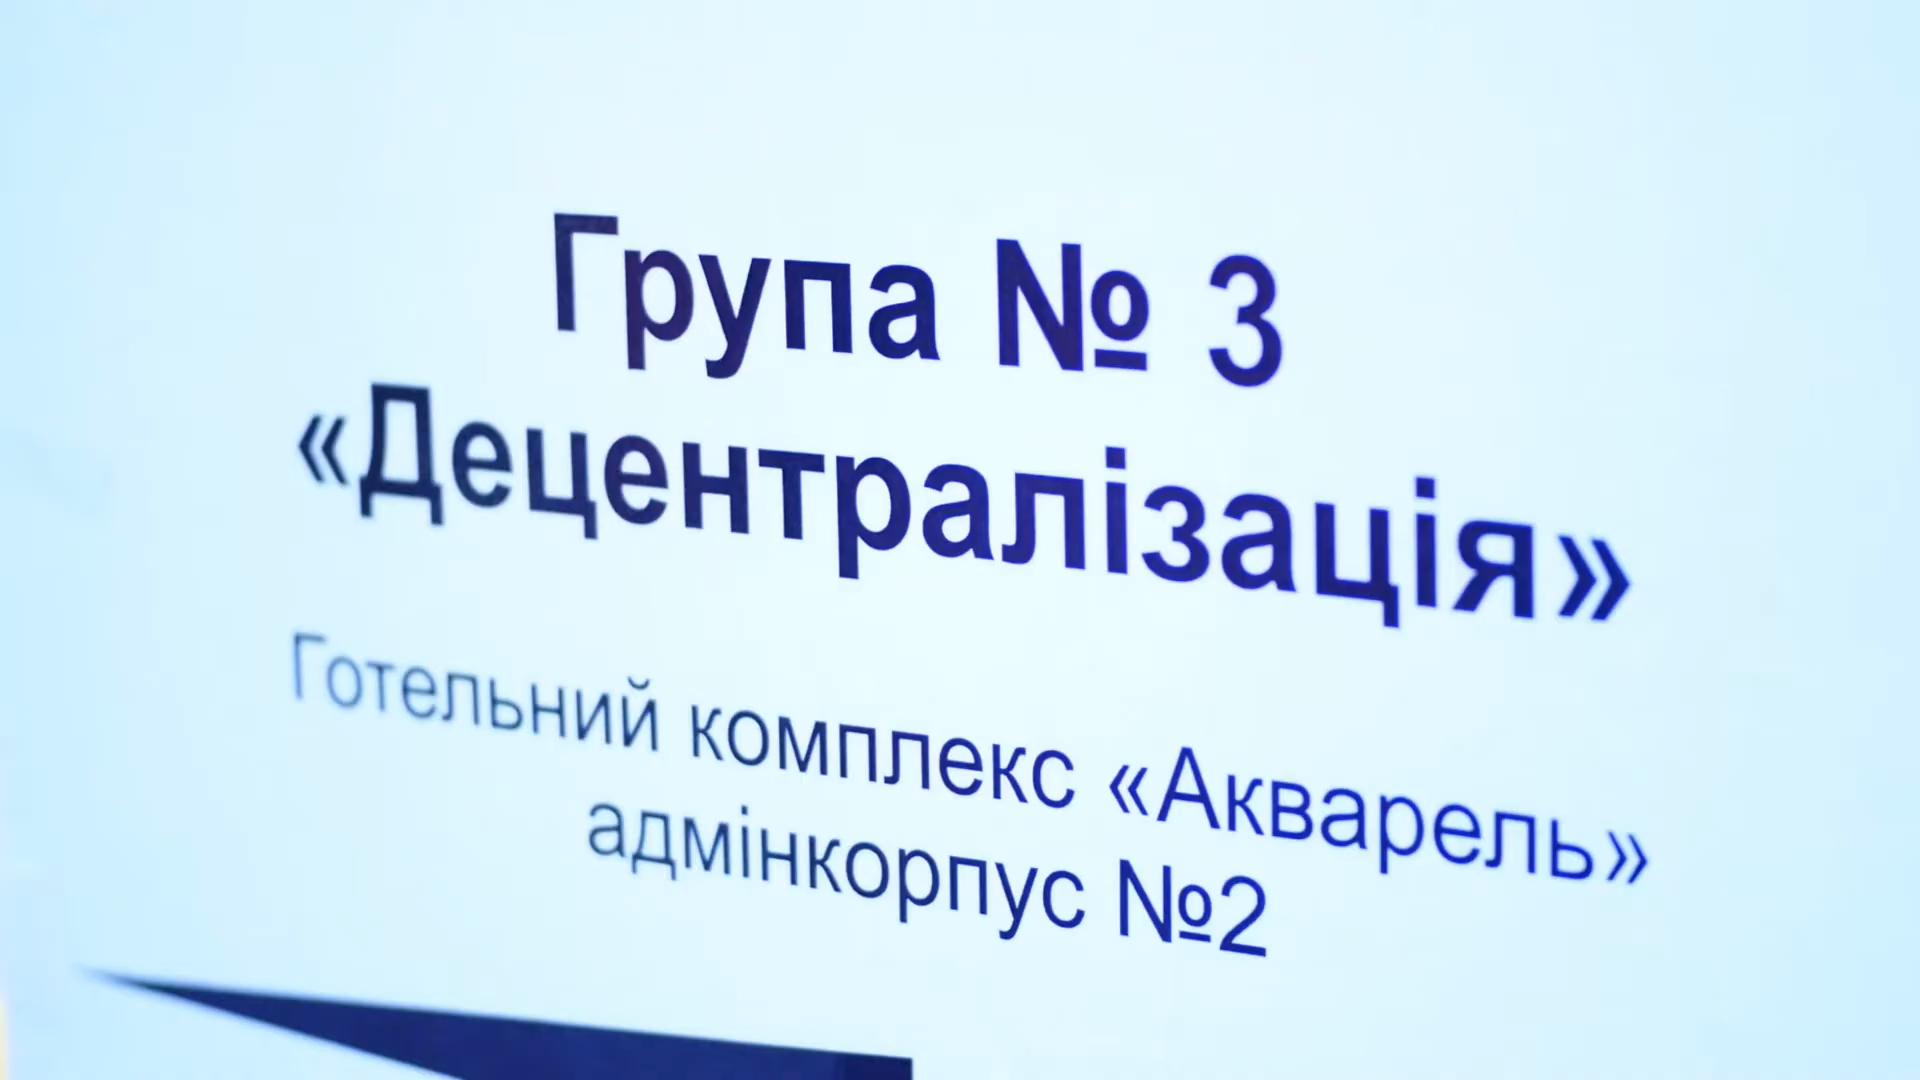 Група № 3
«Децентралізація»
Готельний комплекс «Акварель»
адмінкорпус №2